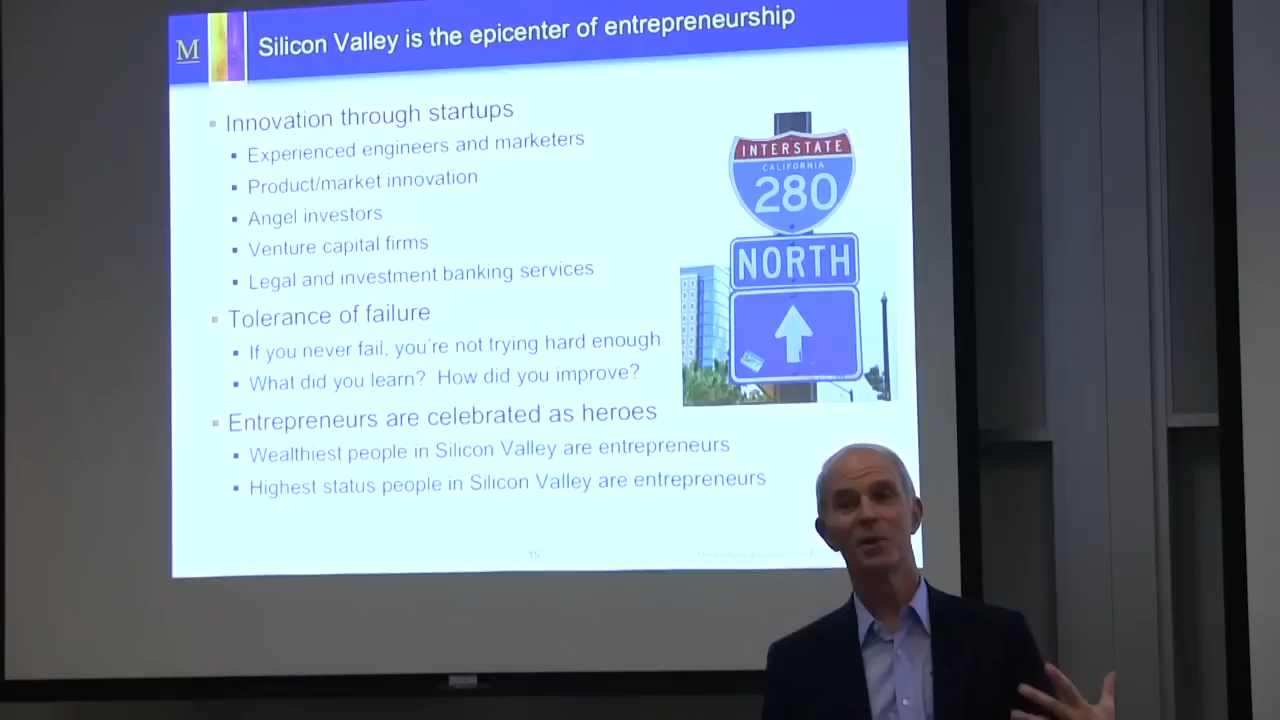 M
Silicon Valley is the epicenter of entrepreneurship
Innovation through startups
Experienced engineers and marketers
Product/market innovation
Angel investors
Venture capital firms
Legal and investment banking services
Tolerance of failure
If you never fail, you're not trying hard enough
What did you learn? How did you improve?
Entrepreneurs are celebrated as heroes
Wealthiest people in Silicon Valley are entrepreneurs
Highest status people in Silicon Valley are entrepreneurs
INTERSTATE
CALIFORNIA
280
NORTH
15